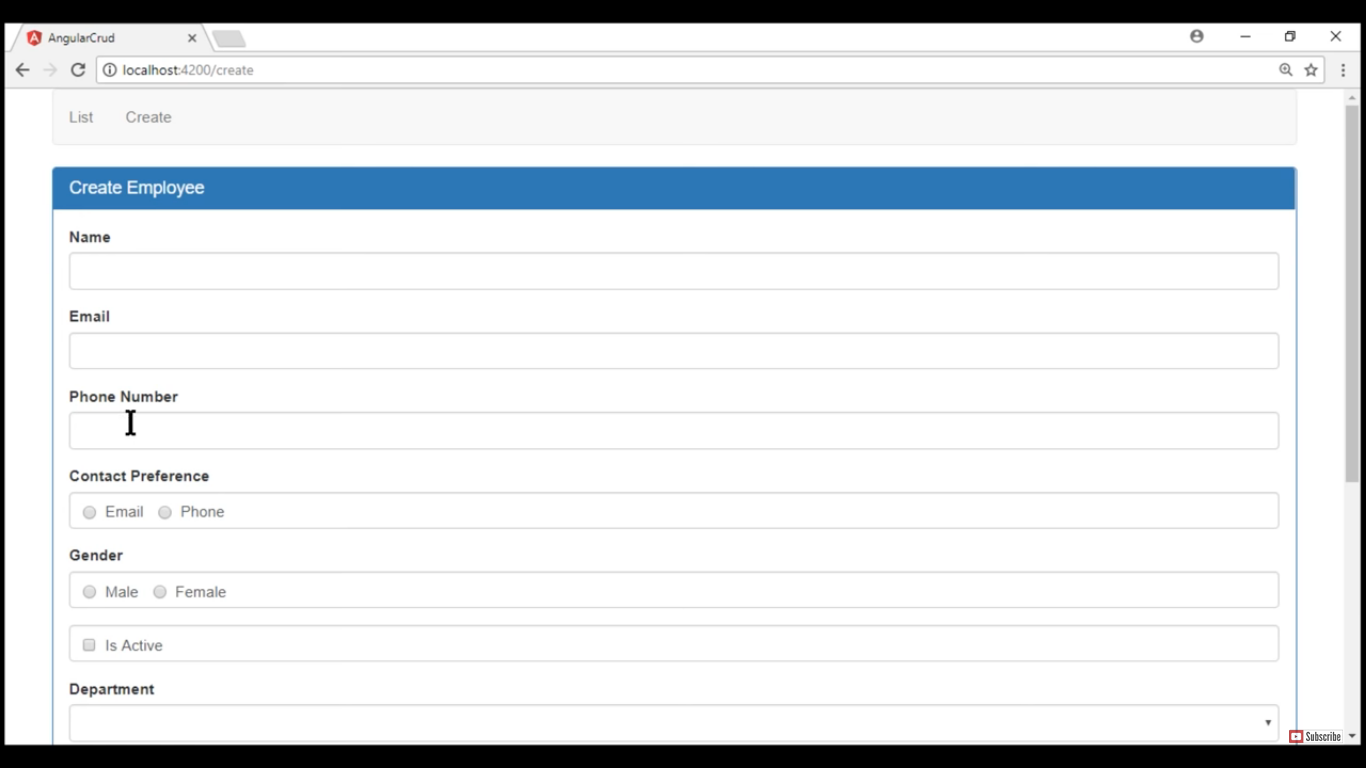 AngularCrud
localhost:4200/create
List Create
Create Employee
Name
Email
Phone Number
Contact Preference
Email Phone
Gender
Male Female
Is Active
Department
Subscribe